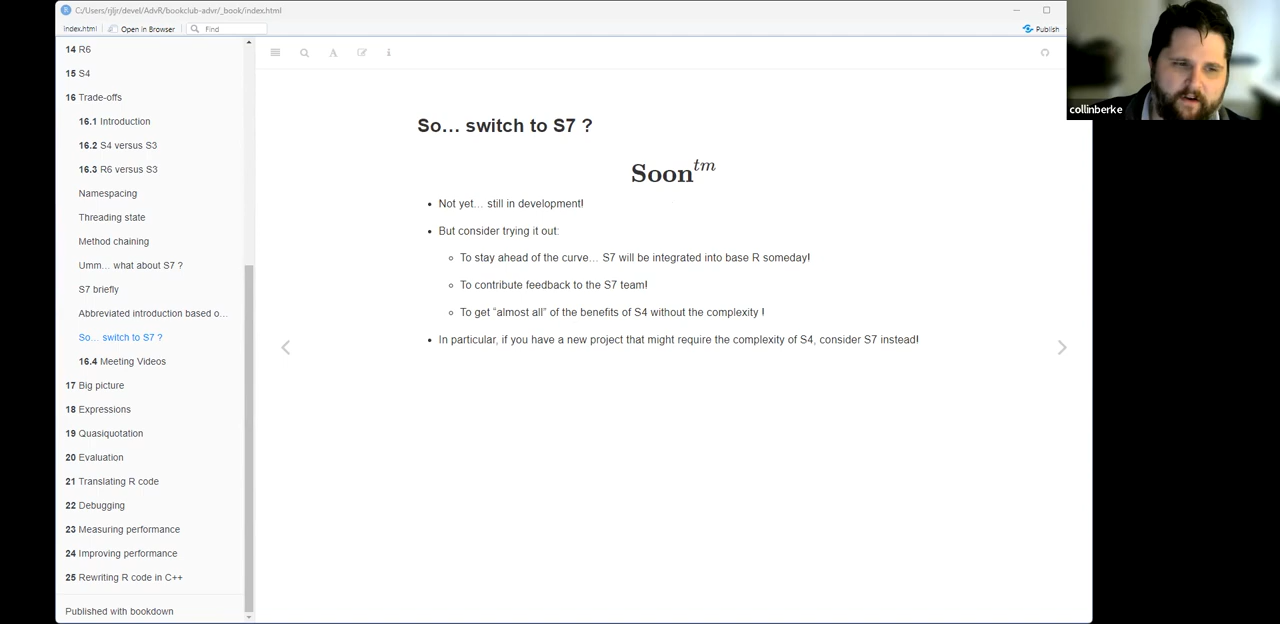 C:/Users/rjljr/devel/AdvR/bookclub-advr/_book/index.html
index.html
Open in Browser
Find
Publish
collinberke
14 R6
15 S4
16 Trade-offs
16.1 Introduction
16.2 S4 versus S3
16.3 R6 versus S3
Namespacing
Threading state
Method chaining
Umm... what about S7 ?
S7 briefly
Abbreviated introduction based o...
So... switch to S7 ?
16.4 Meeting Videos
17 Big picture
18 Expressions
19 Quasiquotation
20 Evaluation
21 Translating R code
22 Debugging
23 Measuring performance
24 Improving performance
25 Rewriting R code in C++
Published with bookdown
So… switch to S7 ?
Soon^tm
Not yet… still in development!
But consider trying it out:
To stay ahead of the curve… S7 will be integrated into base R someday!
To contribute feedback to the S7 team!
To get “almost all” of the benefits of S4 without the complexity !
In particular, if you have a new project that might require the complexity of S4, consider S7 instead!